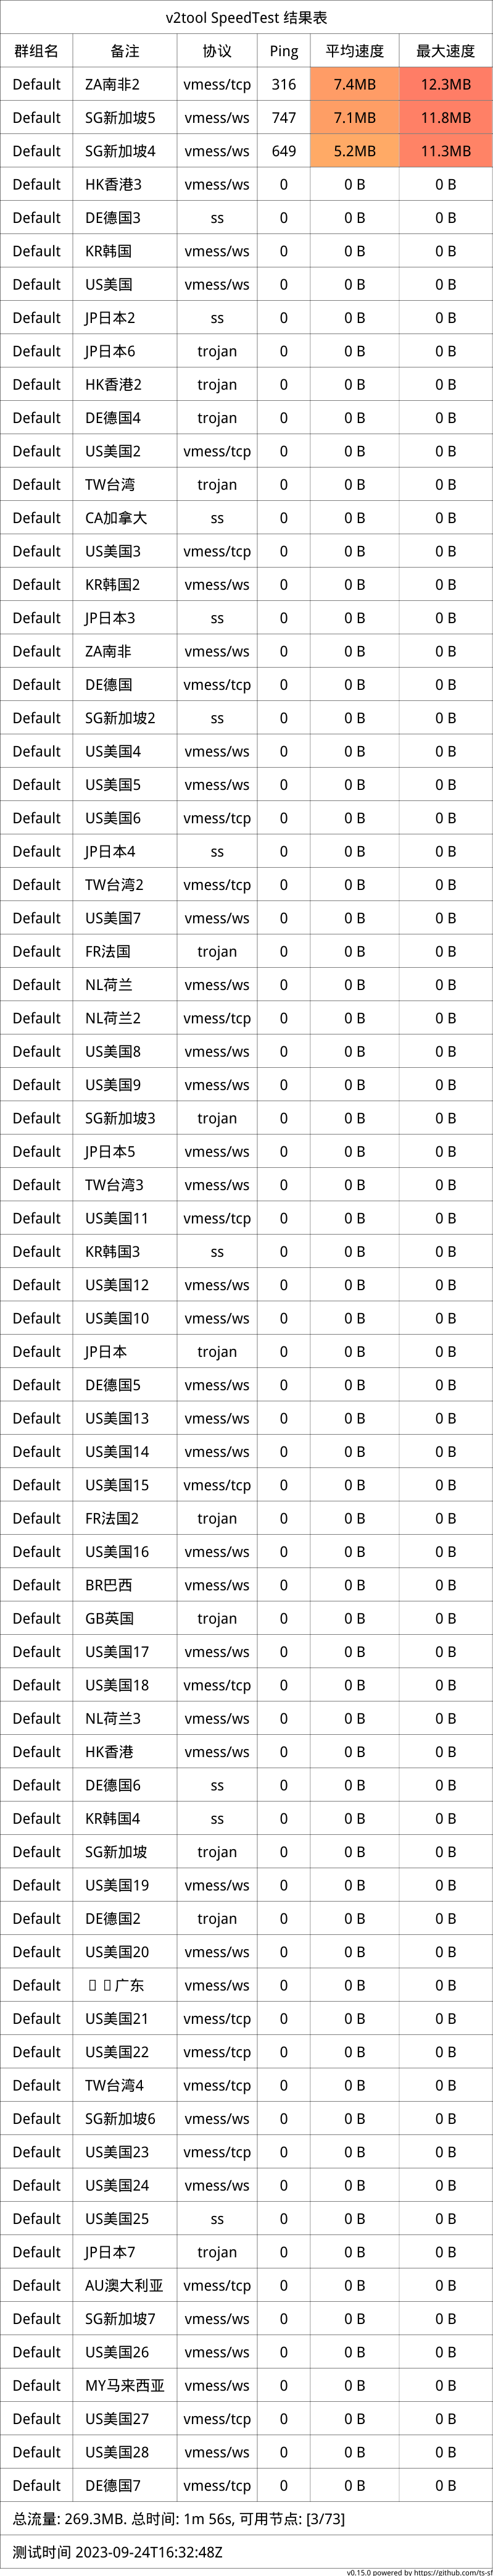 v2tool SpeedTest 结果表
群组名 备注 协议 Ping 平均速度 最大速度
Default ZA南非2 vmess/tcp 316 7.4MB 12.3MB
Default SG新加坡5 vmess/ws 747 7.1MB 11.8MB
Default SG新加坡4 vmess/ws 649 5.2MB 11.3MB
Default HK香港3 vmess/ws 0 0 B 0 B
Default DE德国3 ss 0 0 B 0 B
Default KR韩国 vmess/ws 0 0 B 0 B
Default US美国 vmess/ws 0 0 B 0 B
Default JP日本2 ss 0 0 B 0 B
Default JP日本6 trojan 0 0 B 0 B
Default HK香港2 trojan 0 0 B 0 B
Default DE德国4 trojan 0 0 B 0 B
Default US美国2 vmess/tcp 0 0 B 0 B
Default TW台湾 trojan 0 0 B 0 B
Default CA加拿大 ss 0 0 B 0 B
Default US美国3 vmess/tcp 0 0 B 0 B
Default KR韩国2 vmess/ws 0 0 B 0 B
Default JP日本3 ss 0 0 B 0 B
Default ZA南非 vmess/ws 0 0 B 0 B
Default DE德国 vmess/tcp 0 0 B 0 B
Default SG新加坡2 ss 0 0 B 0 B
Default US美国4 vmess/ws 0 0 B 0 B
Default US美国5 vmess/ws 0 0 B 0 B
Default US美国6 vmess/tcp 0 0 B 0 B
Default JP日本4 ss 0 0 B 0 B
Default TW台湾2 vmess/tcp 0 0 B 0 B
Default US美国7 vmess/ws 0 0 B 0 B
Default FR法国 trojan 0 0 B 0 B
Default NL荷兰 vmess/ws 0 0 B 0 B
Default NL荷兰2 vmess/tcp 0 0 B 0 B
Default US美国8 vmess/ws 0 0 B 0 B
Default US美国9 vmess/ws 0 0 B 0 B
Default SG新加坡3 trojan 0 0 B 0 B
Default JP日本5 vmess/ws 0 0 B 0 B
Default TW台湾3 vmess/ws 0 0 B 0 B
Default US美国11 vmess/tcp 0 0 B 0 B
Default KR韩国3 ss 0 0 B 0 B
Default US美国12 vmess/ws 0 0 B 0 B
Default US美国10 vmess/ws 0 0 B 0 B
Default JP日本 trojan 0 0 B 0 B
Default DE德国5 vmess/ws 0 0 B 0 B
Default US美国13 vmess/ws 0 0 B 0 B
Default US美国14 vmess/ws 0 0 B 0 B
Default US美国15 vmess/tcp 0 0 B 0 B
Default FR法国2 trojan 0 0 B 0 B
Default US美国16 vmess/ws 0 0 B 0 B
Default BR巴西 vmess/ws 0 0 B 0 B
Default GB英国 trojan 0 0 B 0 B
Default US美国17 vmess/ws 0 0 B 0 B
Default US美国18 vmess/tcp 0 0 B 0 B
Default NL荷兰3 vmess/ws 0 0 B 0 B
Default HK香港 vmess/ws 0 0 B 0 B
Default DE德国6 ss 0 0 B 0 B
Default KR韩国4 ss 0 0 B 0 B
Default SG新加坡 trojan 0 0 B 0 B
Default US美国19 vmess/ws 0 0 B 0 B
Default DE德国2 trojan 0 0 B 0 B
Default US美国20 vmess/ws 0 0 B 0 B
Default 广东 vmess/ws 0 0 B 0 B
Default US美国21 vmess/tcp 0 0 B 0 B
Default US美国22 vmess/tcp 0 0 B 0 B
Default TW台湾4 vmess/tcp 0 0 B 0 B
Default SG新加坡6 vmess/ws 0 0 B 0 B
Default US美国23 vmess/tcp 0 0 B 0 B
Default US美国24 vmess/ws 0 0 B 0 B
Default US美国25 ss 0 0 B 0 B
Default JP日本7 trojan 0 0 B 0 B
Default AU澳大利亚 vmess/tcp 0 0 B 0 B
Default SG新加坡7 vmess/ws 0 0 B 0 B
Default US美国26 vmess/ws 0 0 B 0 B
Default MY马来西亚 vmess/ws 0 0 B 0 B
Default US美国27 vmess/tcp 0 0 B 0 B
Default US美国28 vmess/ws 0 0 B 0 B
Default DE德国7 vmess/tcp 0 0 B 0 B
总流量: 269.3MB. 总时间: 1m 56s, 可用节点: [3/73]
测试时间 2023-09-24T16:32:48Z
v0.15.0 powered by https://github.com/ts-sf